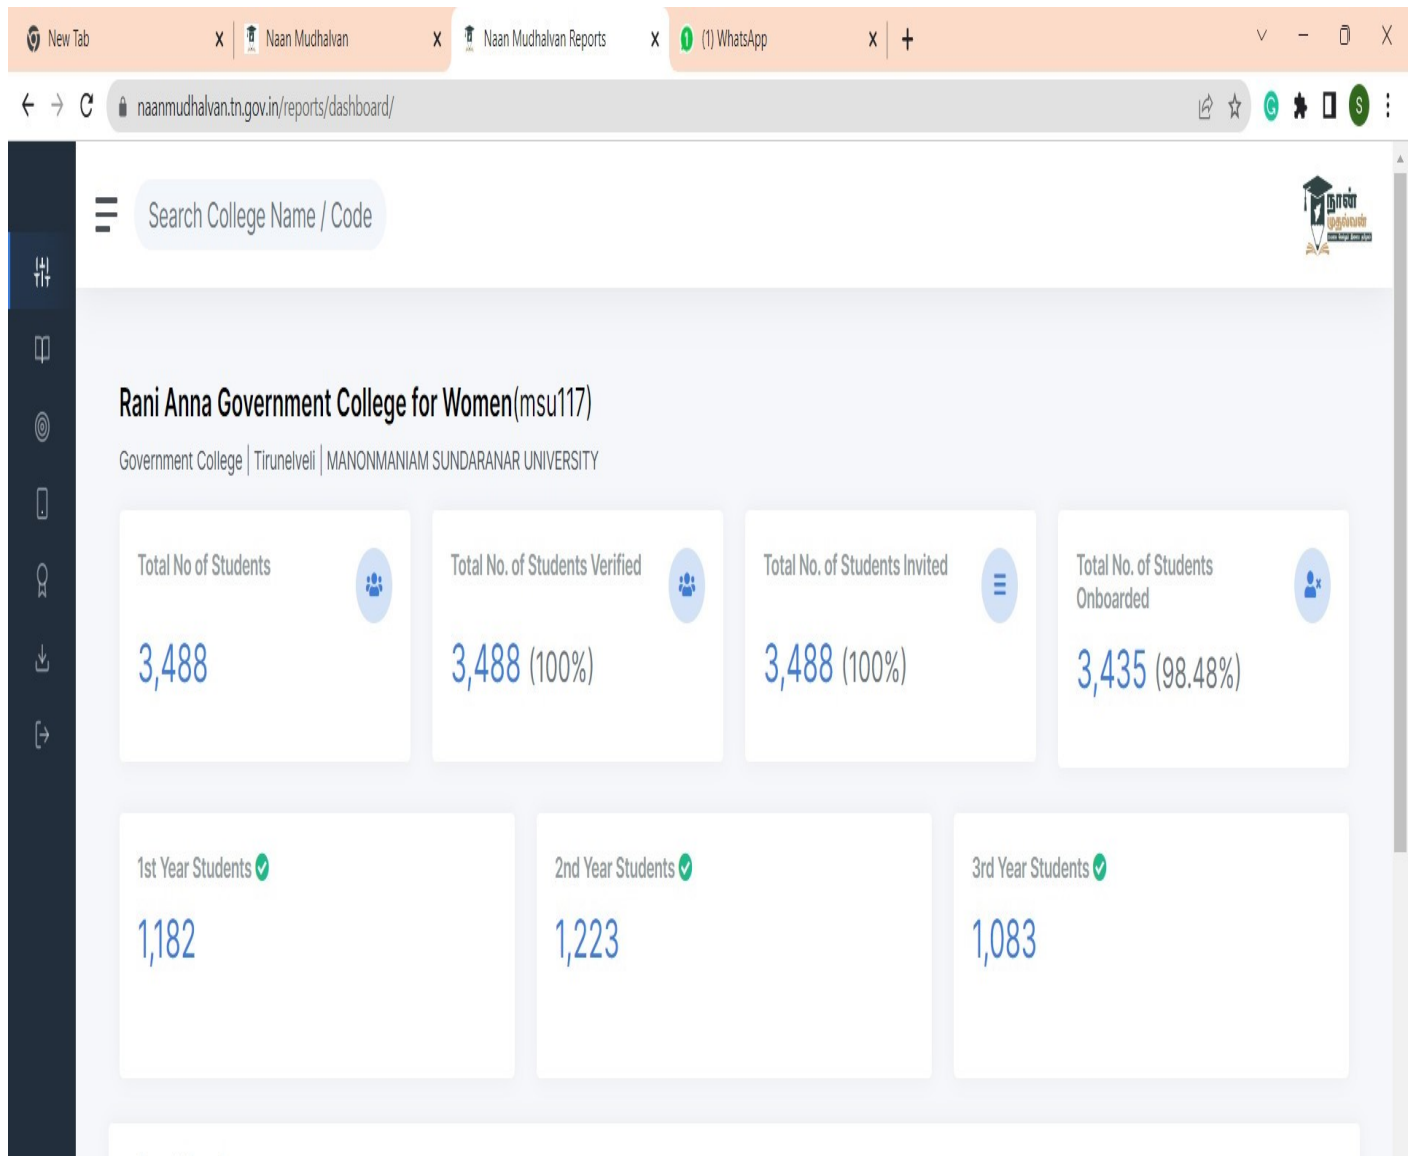 New Tab
Naan Mudhalvan
Naan Mudhalvan Reports
(1) WhatsApp
naanmudhalvan.tn.gov.in/reports/dashboard/
G
S
Search College Name / Code
நான்
முதல்வன்
Rani Anna Government College for Women(msu117)
Government College | Tirunelveli | MANONMANIAM SUNDARANAR UNIVERSITY
Total No of Students
3,488
Total No. of Students Verified
3,488 (100%)
Total No. of Students Invited
3,488 (100%)
Total No. of Students
Onboarded
3,435 (98.48%)
1st Year Students
1,182
2nd Year Students
1,223
3rd Year Students
1,083